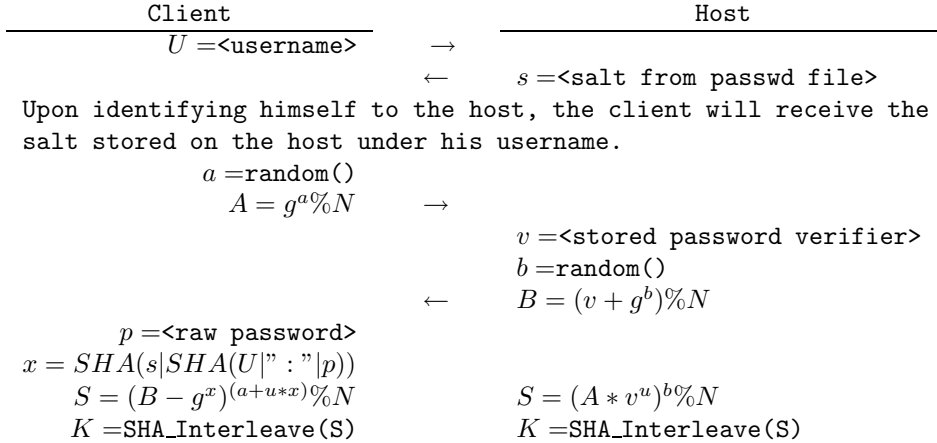 Client Host
U =<username> →
← s =<salt from passwd file>
Upon identifying himself to the host, the client will receive the
salt stored on the host under his username.
a =random()
A = g^a%N →
v =<stored password verifier>
b =random()
← B = (v + g^b)%N
p =<raw password>
x = SHA(s|SHA(U|” : ”|p))
S = (B − g^x)^(a+u∗x)%N S = (A ∗ v^u)^b%N
K =SHA_Interleave(S) K =SHA_Interleave(S)